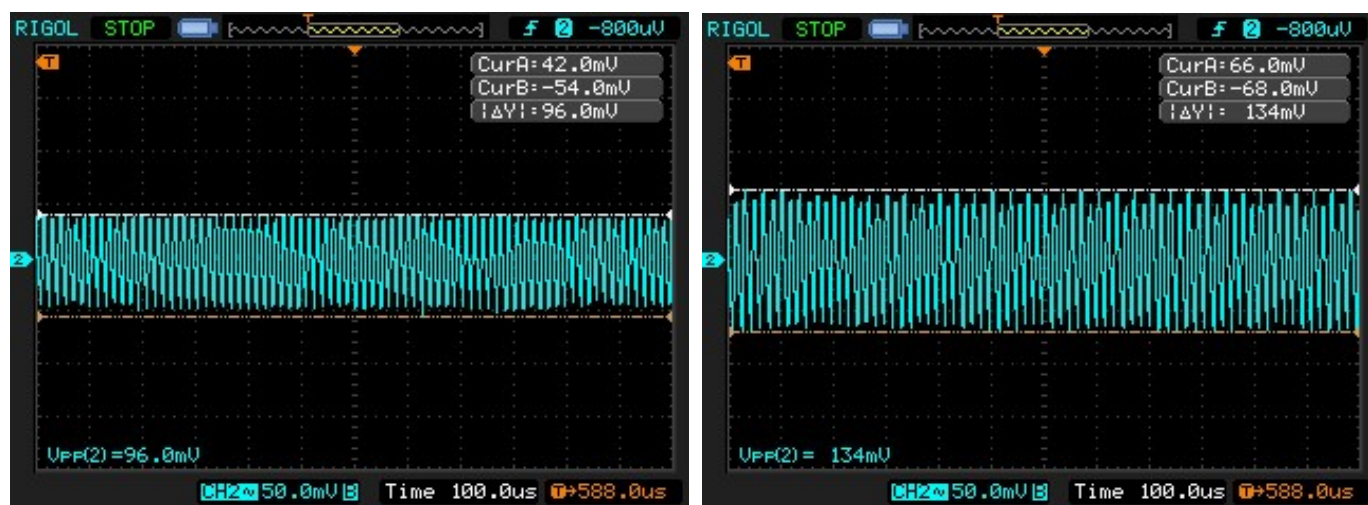 RIGOL STOP T ƒ 2 -800uV
T
CurA:42.0mV
CurB:-54.0mV
|ΔY|:96.0mV
2
VPP(2)=96.0mV
CH2∿50.0mV B Time 100.0us T→588.0us
RIGOL STOP T ƒ 2 -800uV
T
CurA:66.0mV
CurB:-68.0mV
|ΔY|: 134mV
2
VPP(2)= 134mV
CH2∿50.0mV B Time 100.0us T→588.0us